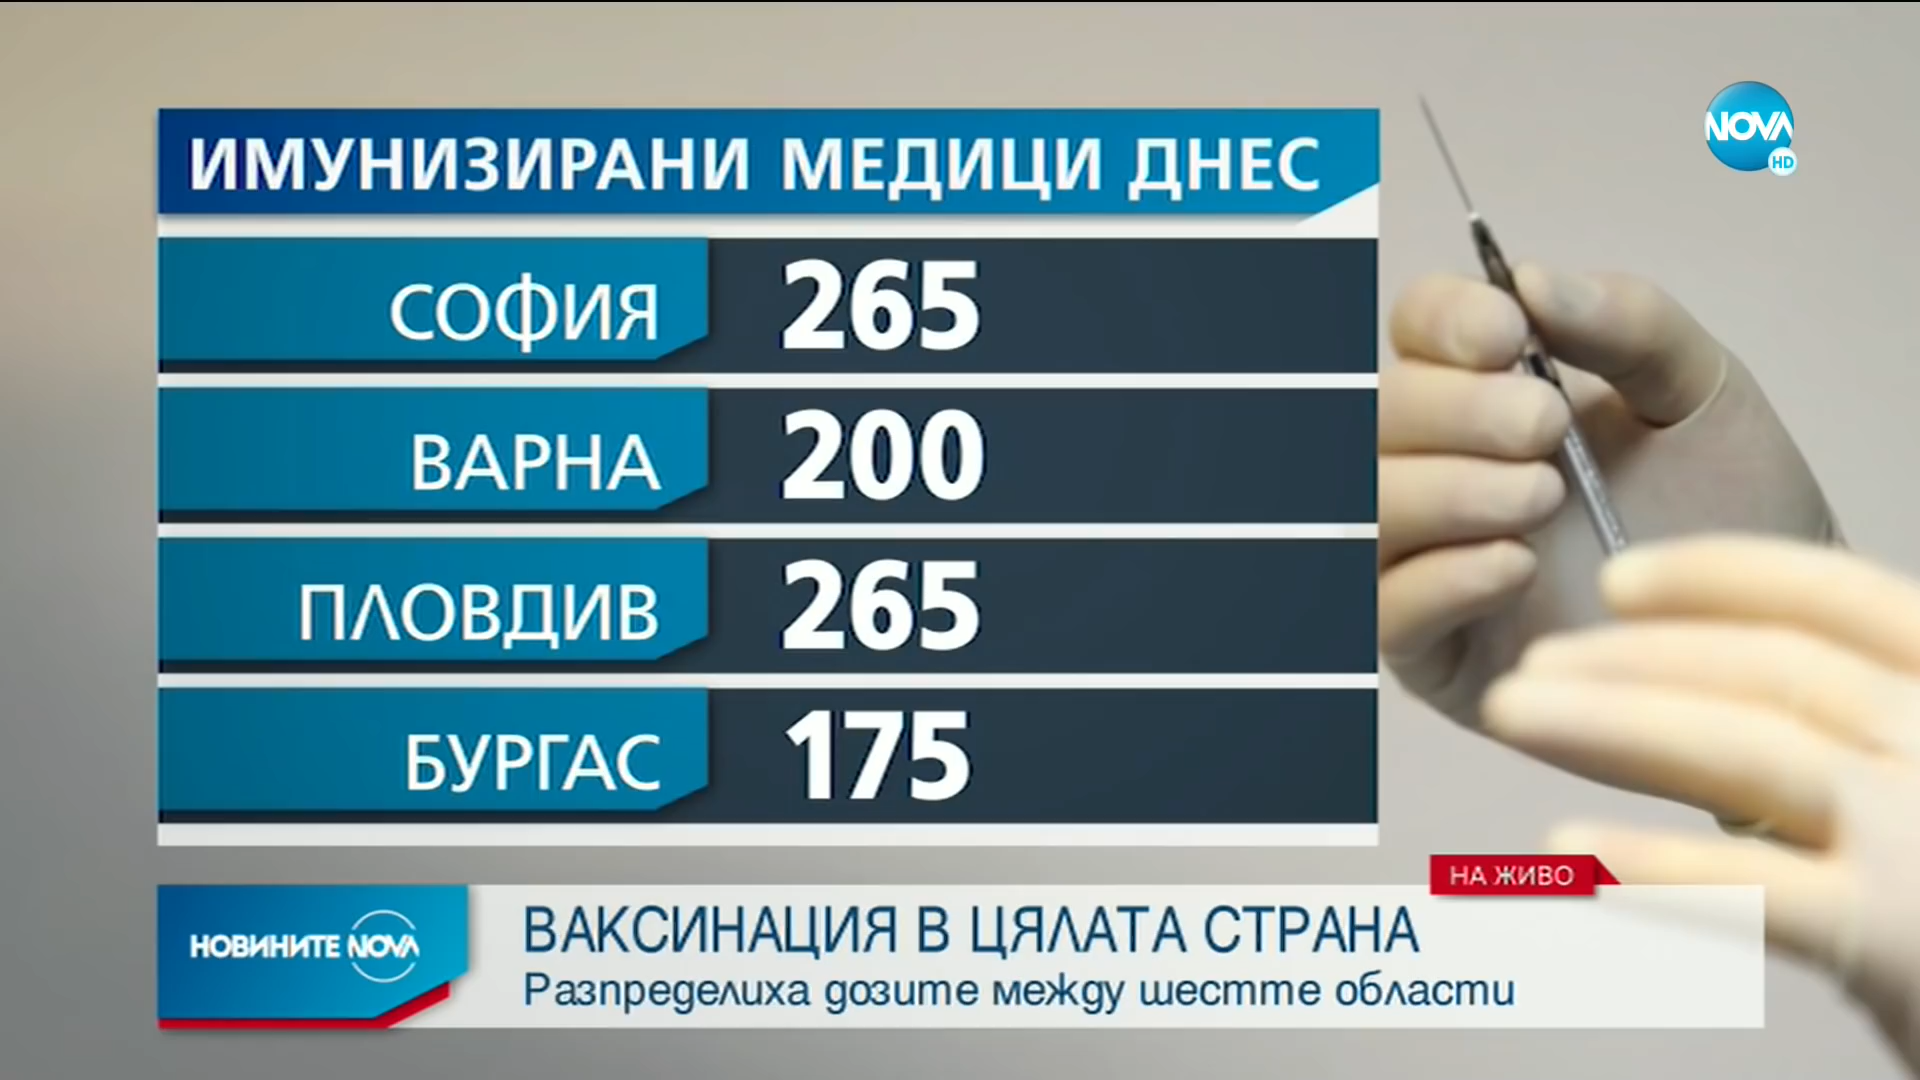 NOVA
HD
ИМУНИЗИРАНИ МЕДИЦИ ДНЕС
СОФИЯ 265
ВАРНА 200
ПЛОВДИВ 265
БУРГАС 175
НА ЖИВО
НОВИНИТЕ NOVA
ВАКСИНАЦИЯ В ЦЯЛАТА СТРАНА
Разпределиха дозите между шестте области